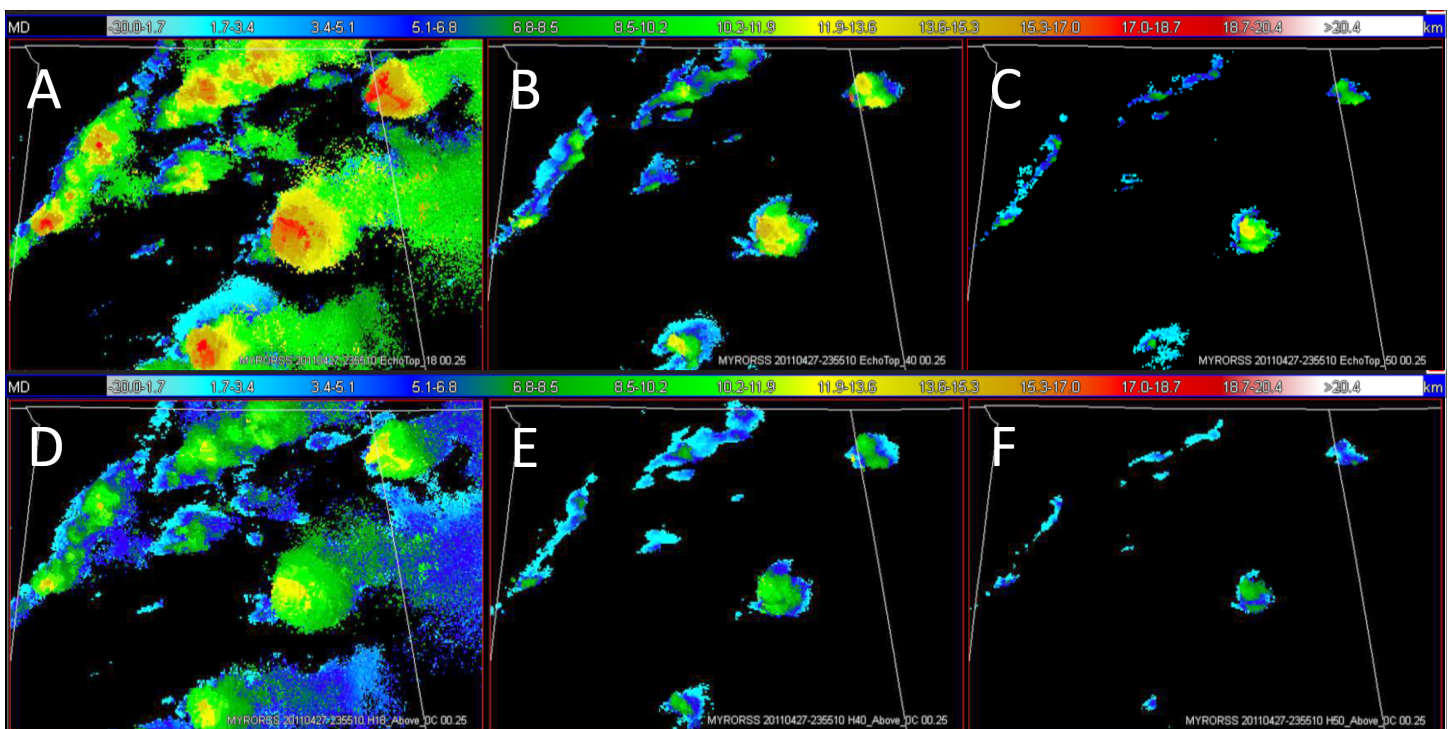 MD -20.0-1.7 1.7-3.4 3.4-5.1 5.1-6.8 6.8-8.5 8.5-10.2 10.2-11.9 11.9-13.6 13.6-15.3 15.3-17.0 17.0-18.7 18.7-20.4 >20.4 km
A B C
MYRORSS 20110427-235510 EchoTop_18 00.25 MYRORSS 20110427-235510 EchoTop_40 00.25 MYRORSS 20110427-235510 EchoTop_50 00.25
MD -20.0-1.7 1.7-3.4 3.4-5.1 5.1-6.8 6.8-8.5 8.5-10.2 10.2-11.9 11.9-13.6 13.6-15.3 15.3-17.0 17.0-18.7 18.7-20.4 >20.4 km
D E F
MYRORSS 20110427-235510 H18_Above_0C 00.25 MYRORSS 20110427-235510 H40_Above_0C 00.25 MYRORSS 20110427-235510 H50_Above_0C 00.25